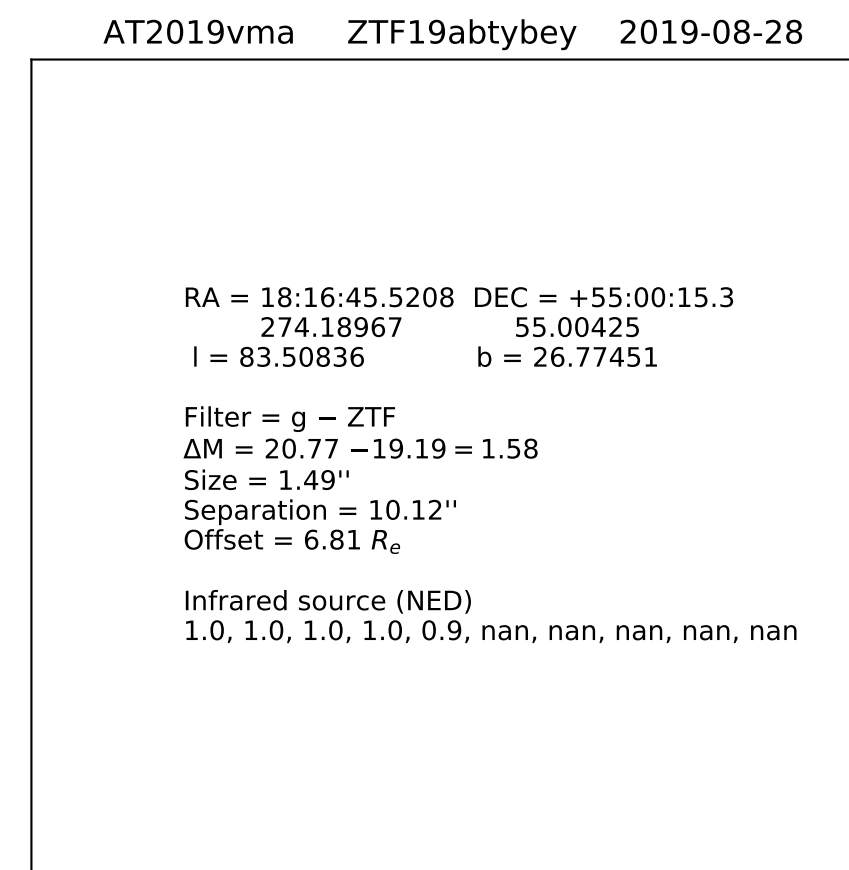 AT2019vma ZTF19abtybey 2019-08-28
RA = 18:16:45.5208 DEC = +55:00:15.3
274.18967 55.00425
l = 83.50836 b = 26.77451
Filter = g − ZTF
ΔM = 20.77 −19.19 = 1.58
Size = 1.49''
Separation = 10.12''
Offset = 6.81 Rₑ
Infrared source (NED)
1.0, 1.0, 1.0, 1.0, 0.9, nan, nan, nan, nan, nan